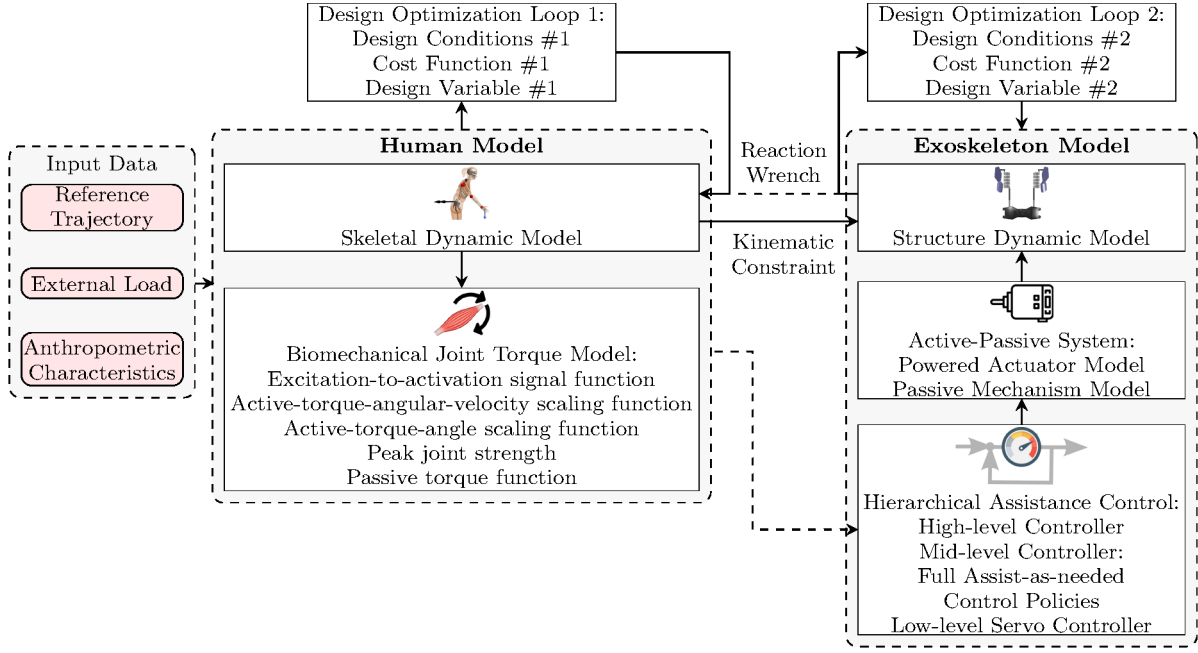 Design Optimization Loop 1:
Design Conditions #1
Cost Function #1
Design Variable #1
Design Optimization Loop 2:
Design Conditions #2
Cost Function #2
Design Variable #2
Input Data
Reference
Trajectory
External Load
Anthropometric
Characteristics
Human Model
Skeletal Dynamic Model
Biomechanical Joint Torque Model:
Excitation-to-activation signal function
Active-torque-angular-velocity scaling function
Active-torque-angle scaling function
Peak joint strength
Passive torque function
Reaction
Wrench
Kinematic
Constraint
Exoskeleton Model
Structure Dynamic Model
Active-Passive System:
Powered Actuator Model
Passive Mechanism Model
Hierarchical Assistance Control:
High-level Controller
Mid-level Controller:
Full Assist-as-needed
Control Policies
Low-level Servo Controller